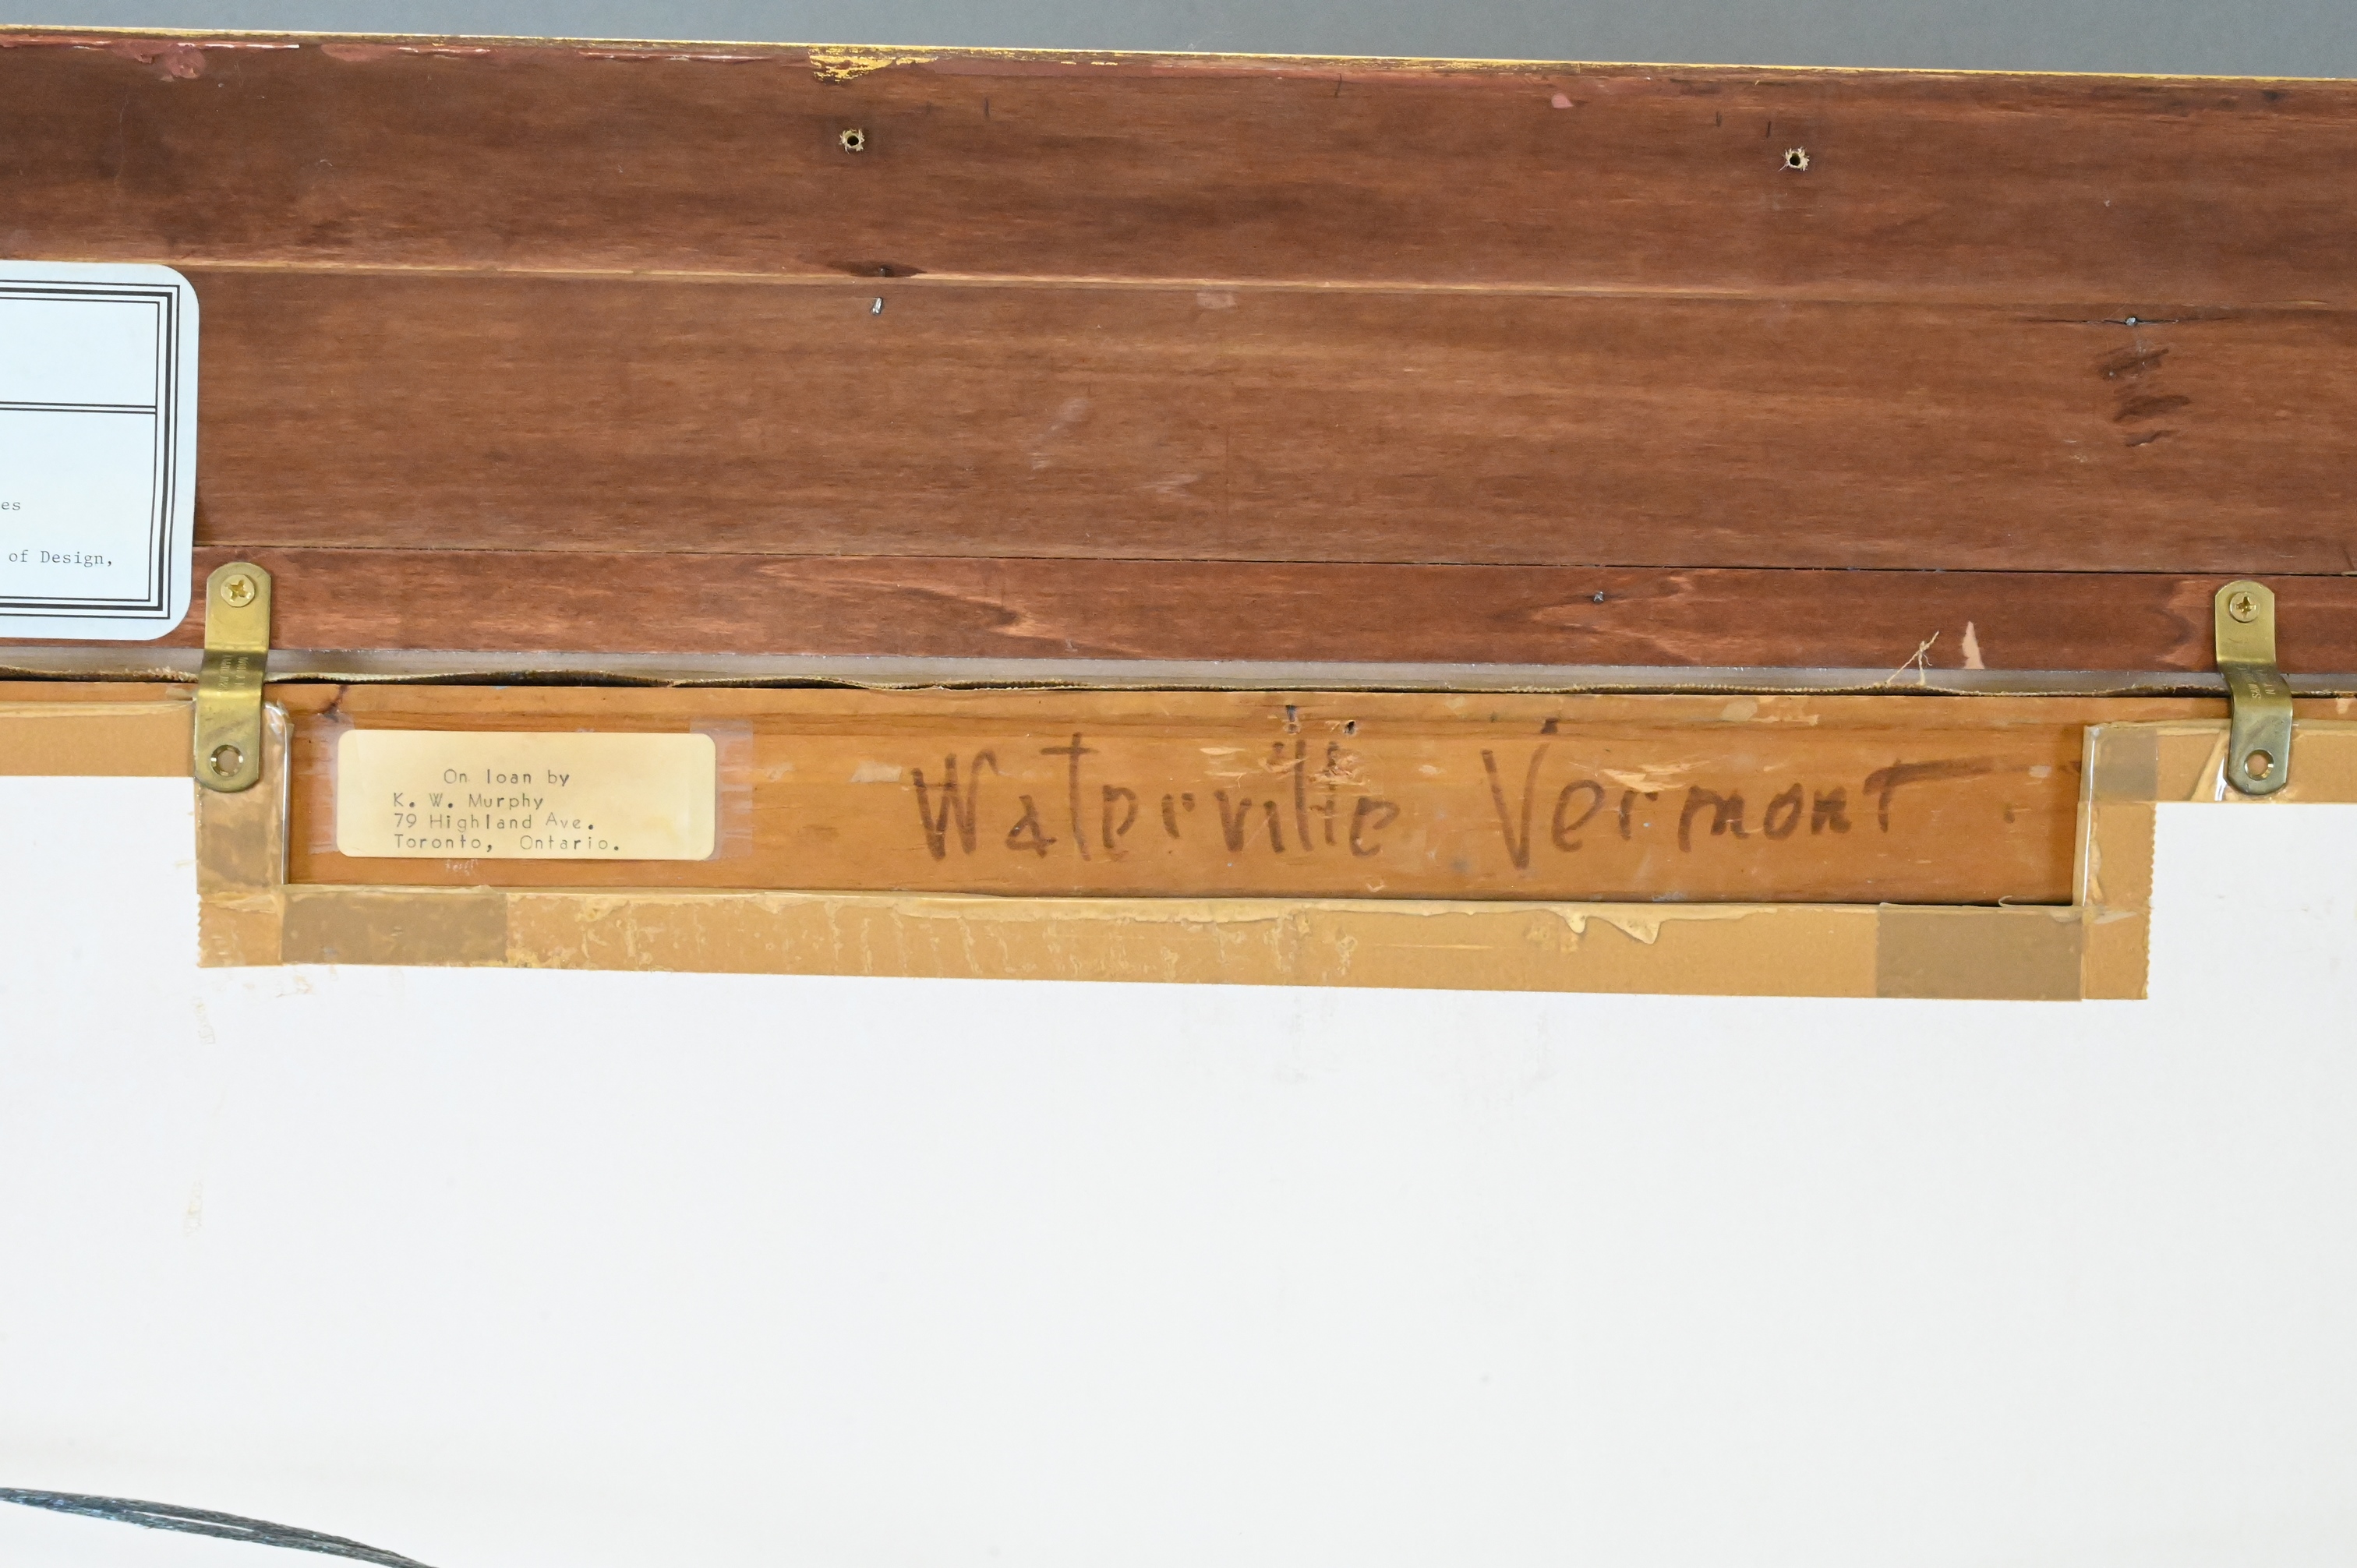 es
of Design,
On loan by
K. W. Murphy
79 Highland Ave.
Toronto, Ontario.
Waterville Vermont